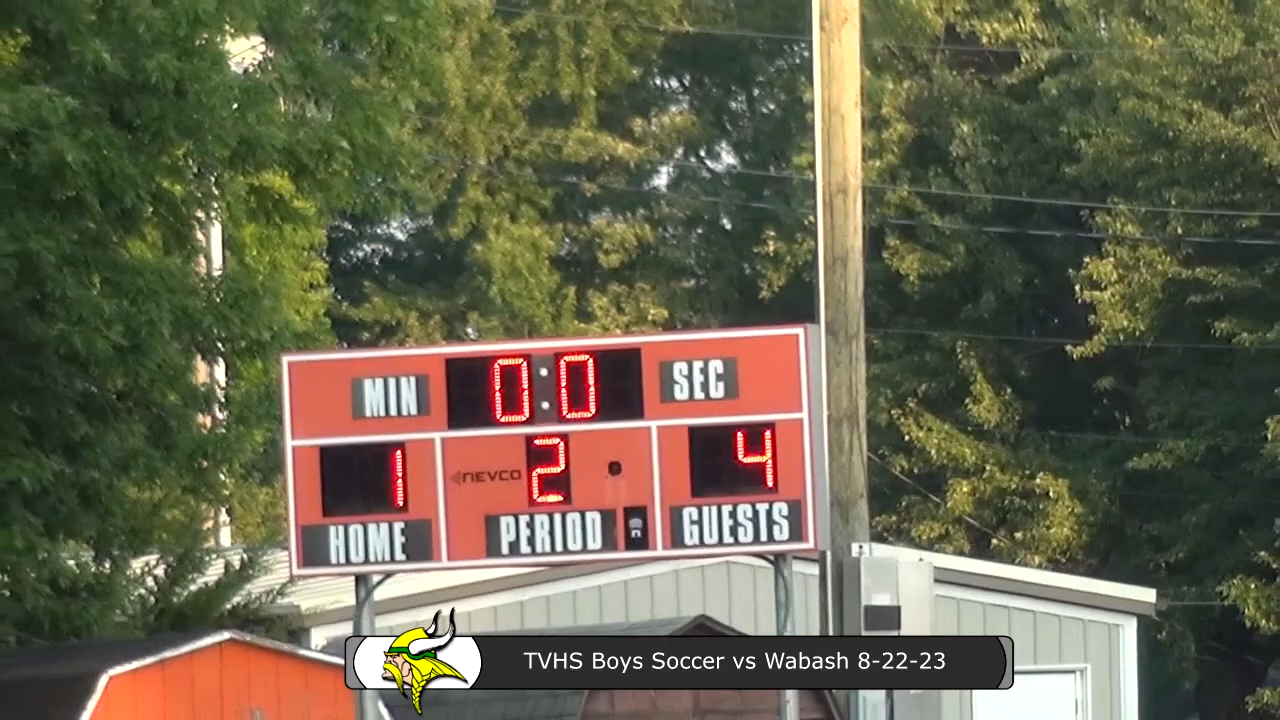 MIN 0:0 SEC
1 NEVCO 2 4
HOME PERIOD GUESTS
TVHS Boys Soccer vs Wabash 8-22-23